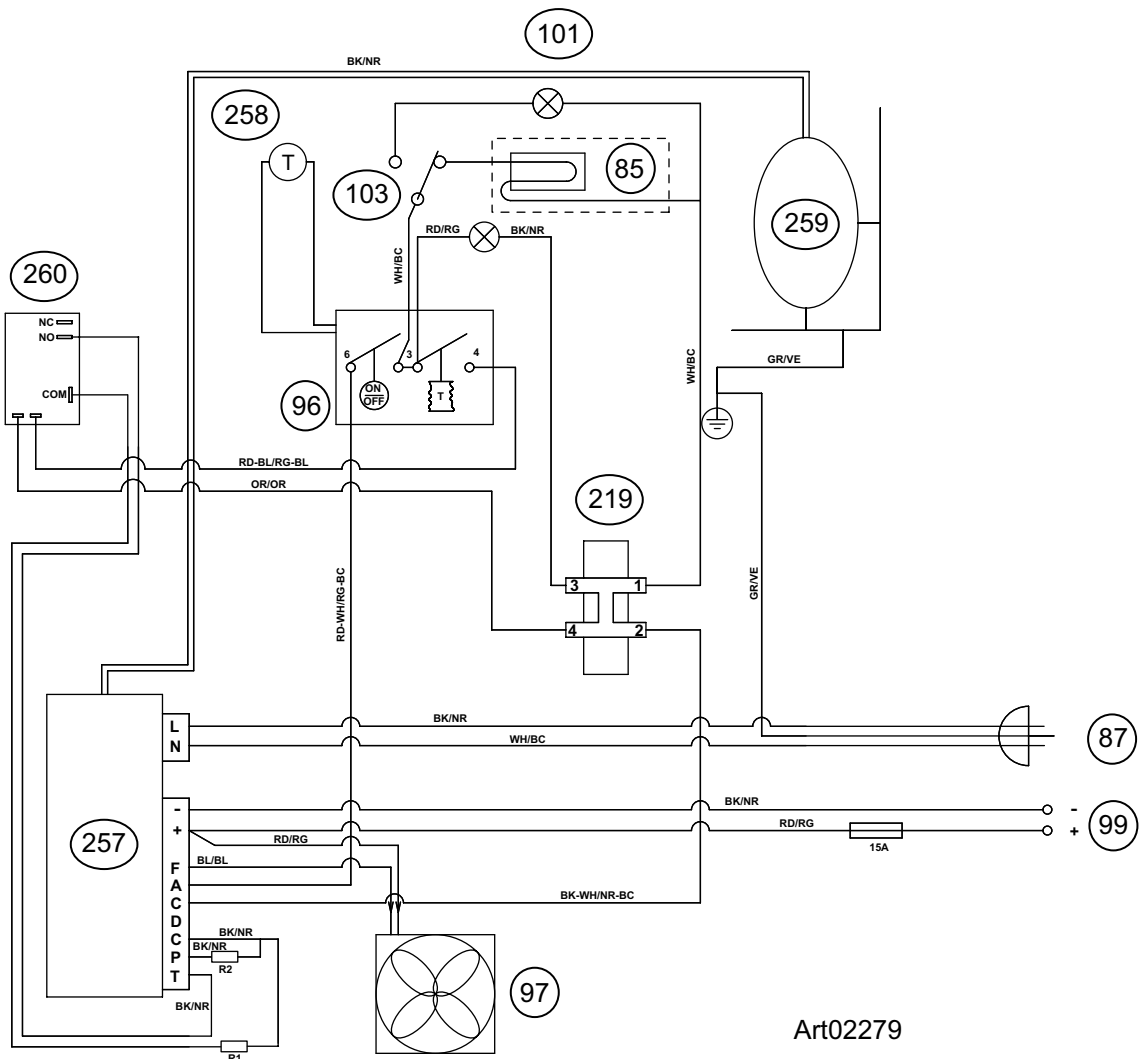 101
BK/NR
258
T
103
85
259
RD/RG
BK/NR
WH/BC
260
NC
NO
COM
6
3
4
ON
OFF
T
96
WH/BC
GR/VE
RD-BL/RG-BL
OR/OR
219
3
1
4
2
RD-WH/RG-BC
GR/VE
L
N
BK/NR
WH/BC
87
257
-
+
BK/NR
-
RD/RG
+
99
15A
RD/RG
BL/BL
F
A
C
D
C
P
T
BK-WH/NR-BC
BK/NR
BK/NR
R2
BK/NR
R1
97
Art02279